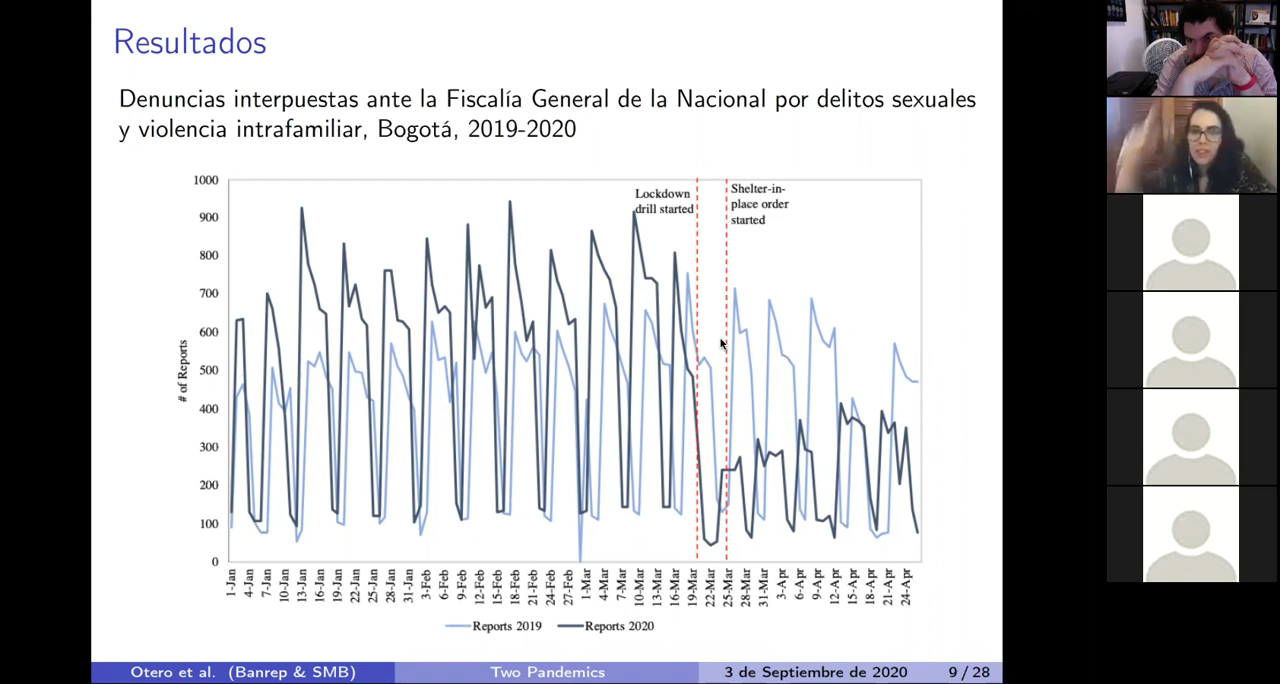 Resultados
Denuncias interpuestas ante la Fiscalía General de la Nacional por delitos sexuales
y violencia intrafamiliar, Bogotá, 2019-2020
1000
900
800
700
600
500
400
300
200
100
0
# of Reports
Lockdown
drill started
Shelter-in-
place order
started
1-Jan
4-Jan
7-Jan
10-Jan
13-Jan
16-Jan
19-Jan
22-Jan
25-Jan
28-Jan
31-Jan
3-Feb
6-Feb
9-Feb
12-Feb
15-Feb
18-Feb
21-Feb
24-Feb
27-Feb
1-Mar
4-Mar
7-Mar
10-Mar
13-Mar
16-Mar
19-Mar
22-Mar
25-Mar
28-Mar
31-Mar
3-Apr
6-Apr
9-Apr
12-Apr
15-Apr
18-Apr
21-Apr
24-Apr
Reports 2019
Reports 2020
Otero et al. (Banrep & SMB)
Two Pandemics
3 de Septiembre de 2020
9 / 28